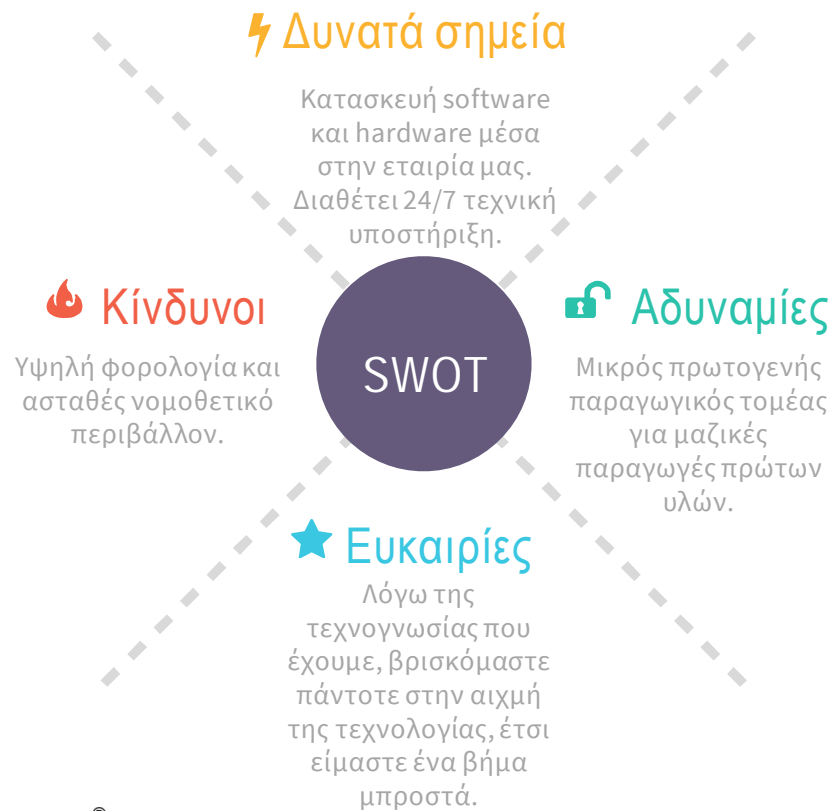 Δυνατά σημεία
Κατασκευή software
και hardware μέσα
στην εταιρία μας.
Διαθέτει 24/7 τεχνική
υποστήριξη.
Κίνδυνοι
Υψηλή φορολογία και
ασταθές νομοθετικό
περιβάλλον.
SWOT
Αδυναμίες
Μικρός πρωτογενής
παραγωγικός τομέας
για μαζικές
παραγωγές πρώτων
υλών.
Ευκαιρίες
Λόγω της
τεχνογνωσίας που
έχουμε, βρισκόμαστε
πάντοτε στην αιχμή
της τεχνολογίας, έτσι
είμαστε ένα βήμα
μπροστά.
®